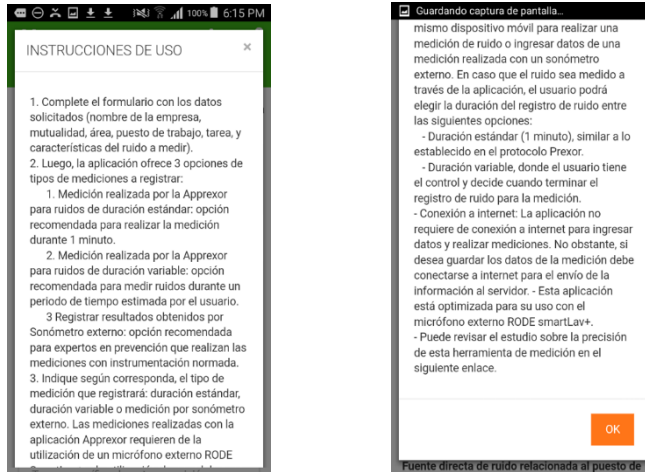 100% 6:15 PM
INSTRUCCIONES DE USO ×
1. Complete el formulario con los datos
solicitados (nombre de la empresa,
mutualidad, área, puesto de trabajo, tarea, y
características del ruido a medir).
2. Luego, la aplicación ofrece 3 opciones de
tipos de mediciones a registrar:
1. Medición realizada por la Apprexor
para ruidos de duración estándar: opción
recomendada para realizar la medición
durante 1 minuto.
2. Medición realizada por la Apprexor
para ruidos de duración variable: opción
recomendada para medir ruidos durante un
periodo de tiempo estimada por el usuario.
3 Registrar resultados obtenidos por
Sonómetro externo: opción recomendada
para expertos en prevención que realizan las
mediciones con instrumentación normada.
3. Indique según corresponda, el tipo de
medición que registrará: duración estándar,
duración variable o medición por sonómetro
externo. Las mediciones realizadas con la
aplicación Apprexor requieren de la
utilización de un micrófono externo RODE
Guardando captura de pantalla...
mismo dispositivo móvil para realizar una
medición de ruido o ingresar datos de una
medición realizada con un sonómetro
externo. En caso que el ruido sea medido a
través de la aplicación, el usuario podrá
elegir la duración del registro de ruido entre
las siguientes opciones:
- Duración estándar (1 minuto), similar a lo
establecido en el protocolo Prexor.
- Duración variable, donde el usuario tiene
el control y decide cuando terminar el
registro de ruido para la medición.
- Conexión a internet: La aplicación no
requiere de conexión a internet para ingresar
datos y realizar mediciones. No obstante, si
desea guardar los datos de la medición debe
conectarse a internet para el envío de la
información al servidor. - Esta aplicación
está optimizada para su uso con el
micrófono externo RODE smartLav+.
- Puede revisar el estudio sobre la precisión
de esta herramienta de medición en el
siguiente enlace.
OK
Fuente directa de ruido relacionada al puesto de